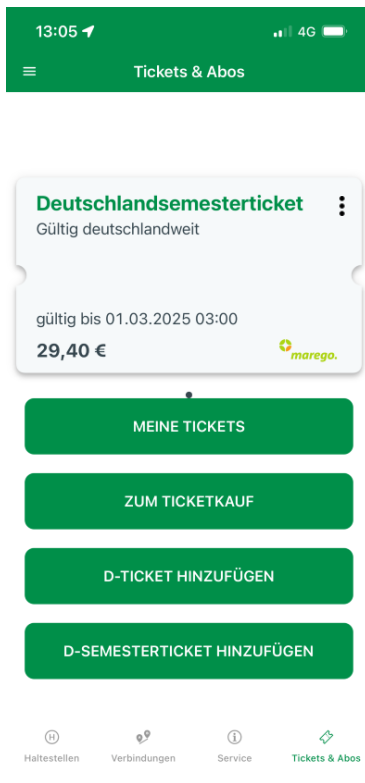 13:05 4G
Tickets & Abos
Deutschlandsemesterticket
Gültig deutschlandweit
gültig bis 01.03.2025 03:00
29,40 €
marego.
MEINE TICKETS
ZUM TICKETKAUF
D-TICKET HINZUFÜGEN
D-SEMESTERTICKET HINZUFÜGEN
H
Haltestellen Verbindungen Service Tickets & Abos